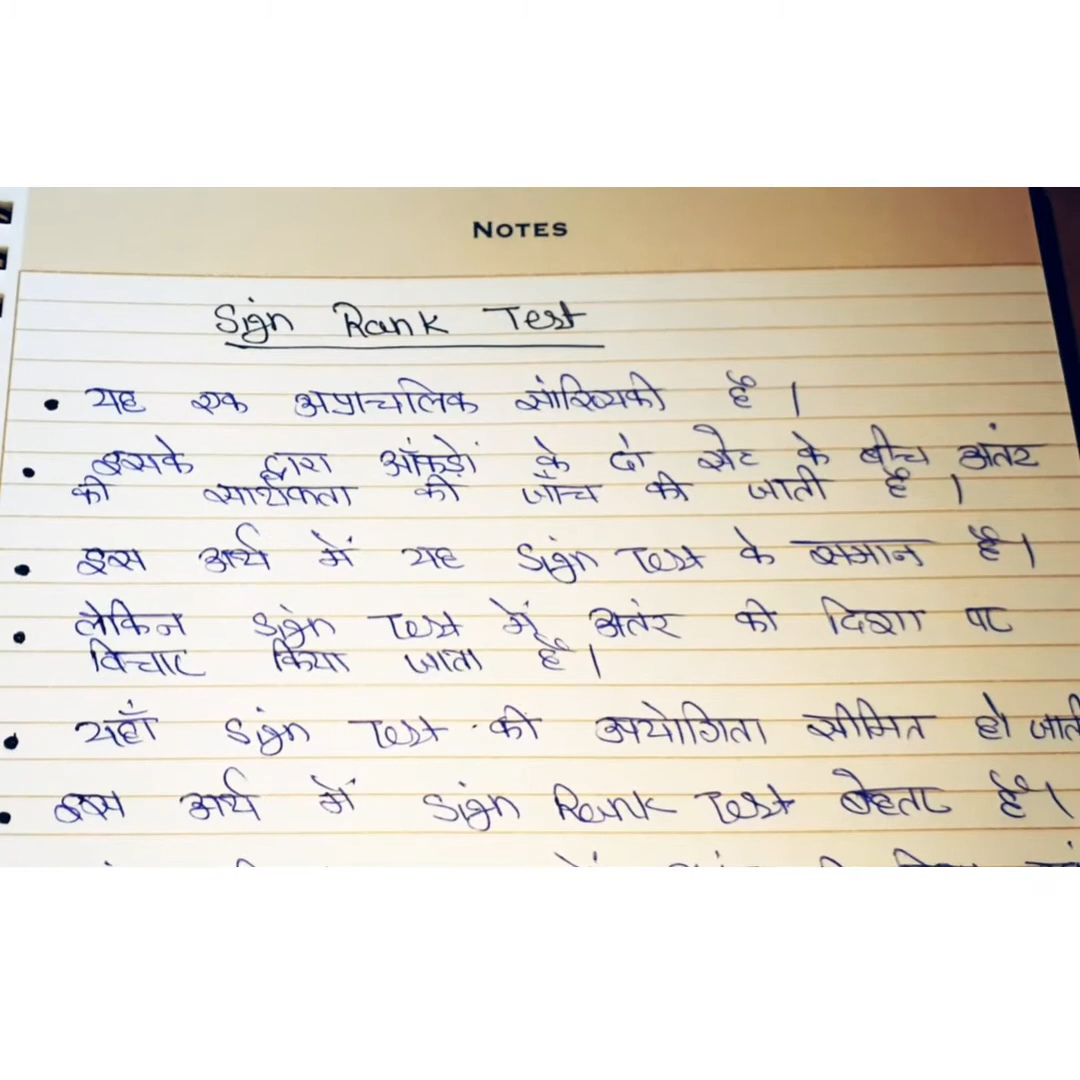 NOTES
Sign Rank Test
• यह एक अप्राचलिक सांख्यिकी है ।
• इसके द्वारा आँकड़ों के दो सेट के बीच अंतर
की सार्थकता की जाँच की जाती है ।
• इस अर्थ में यह Sign Test के समान है ।
• लेकिन Sign Test में अंतर की दिशा पर
विचार किया जाता है ।
• यहाँ Sign Test की उपयोगिता सीमित हो जाती
• इस अर्थ में Sign Rank Test बेहतर है ।